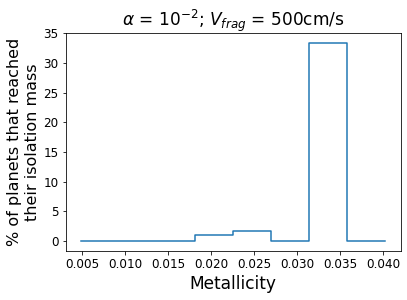 α = 10⁻²; V_frag = 500cm/s
% of planets that reached
their isolation mass
35
30
25
20
15
10
5
0
0.005 0.010 0.015 0.020 0.025 0.030 0.035 0.040
Metallicity